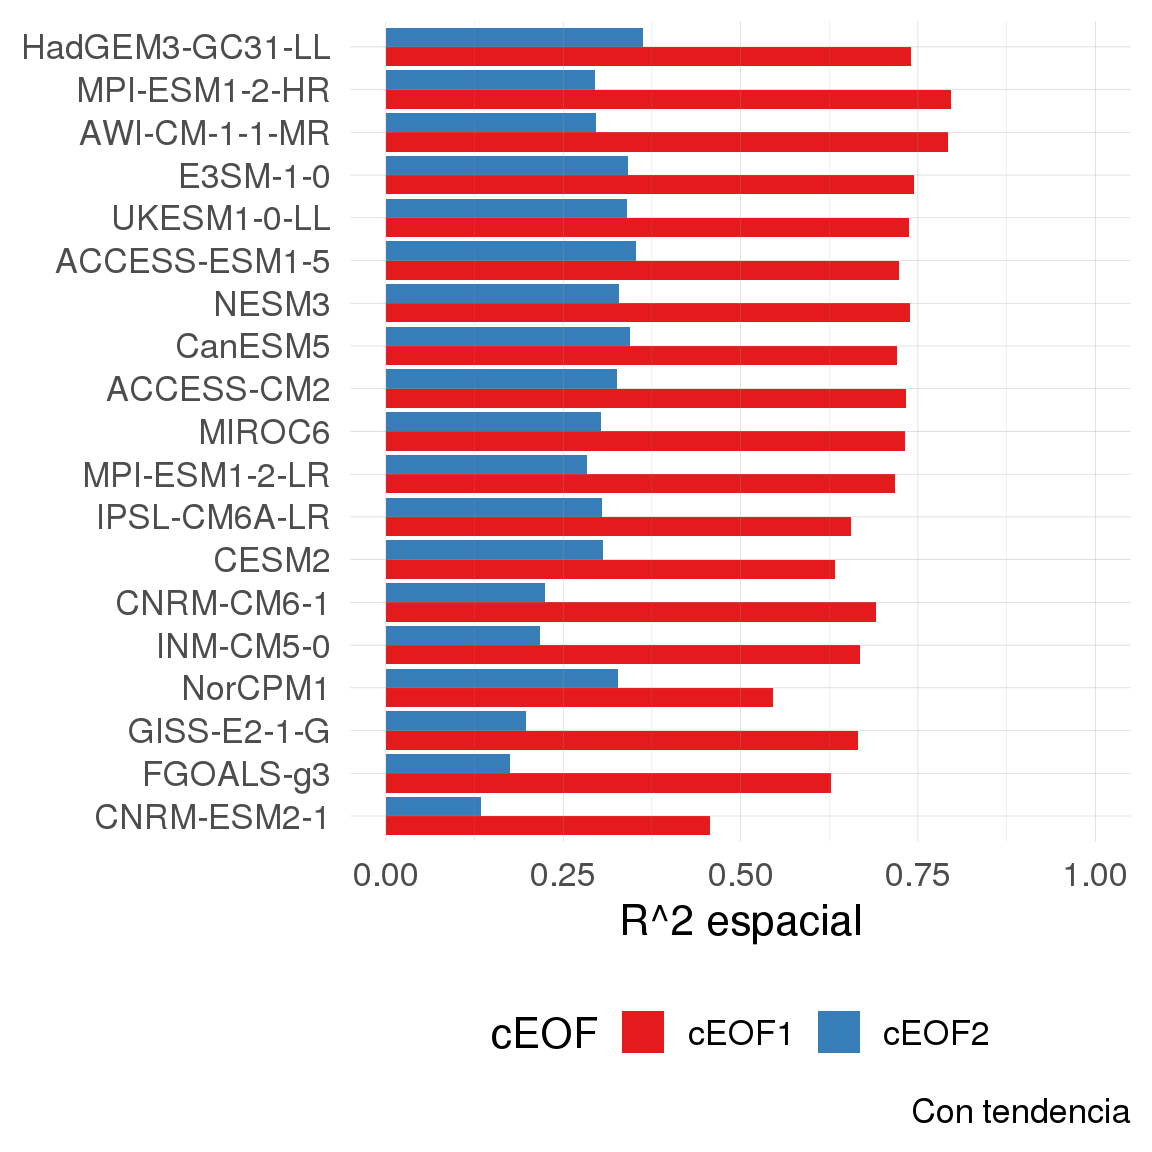 HadGEM3-GC31-LL
MPI-ESM1-2-HR
AWI-CM-1-1-MR
E3SM-1-0
UKESM1-0-LL
ACCESS-ESM1-5
NESM3
CanESM5
ACCESS-CM2
MIROC6
MPI-ESM1-2-LR
IPSL-CM6A-LR
CESM2
CNRM-CM6-1
INM-CM5-0
NorCPM1
GISS-E2-1-G
FGOALS-g3
CNRM-ESM2-1
0.00 0.25 0.50 0.75 1.00
R^2 espacial
cEOF cEOF1 cEOF2
Con tendencia